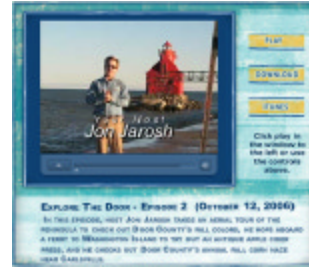 Your Host
Jon Jarosh
PLAY
DOWNLOAD
ITUNES
Click play in
the window to
the left or use
the controls
above.
EXPLORE THE DOOR - EPISODE 2 (OCTOBER 12, 2006)
IN THIS EPISODE, HOST JON JAROSH TAKES AN AERIAL TOUR OF THE
PENINSULA TO CHECK OUT DOOR COUNTY'S FALL COLORS, HE HOPS ABOARD
A FERRY TO WASHINGTON ISLAND TO TRY OUT AN ANTIQUE APPLE CIDER
PRESS, AND HE CHECKS OUT DOOR COUNTY'S ANNUAL FALL CORN MAZE
NEAR CARLSVILLE.